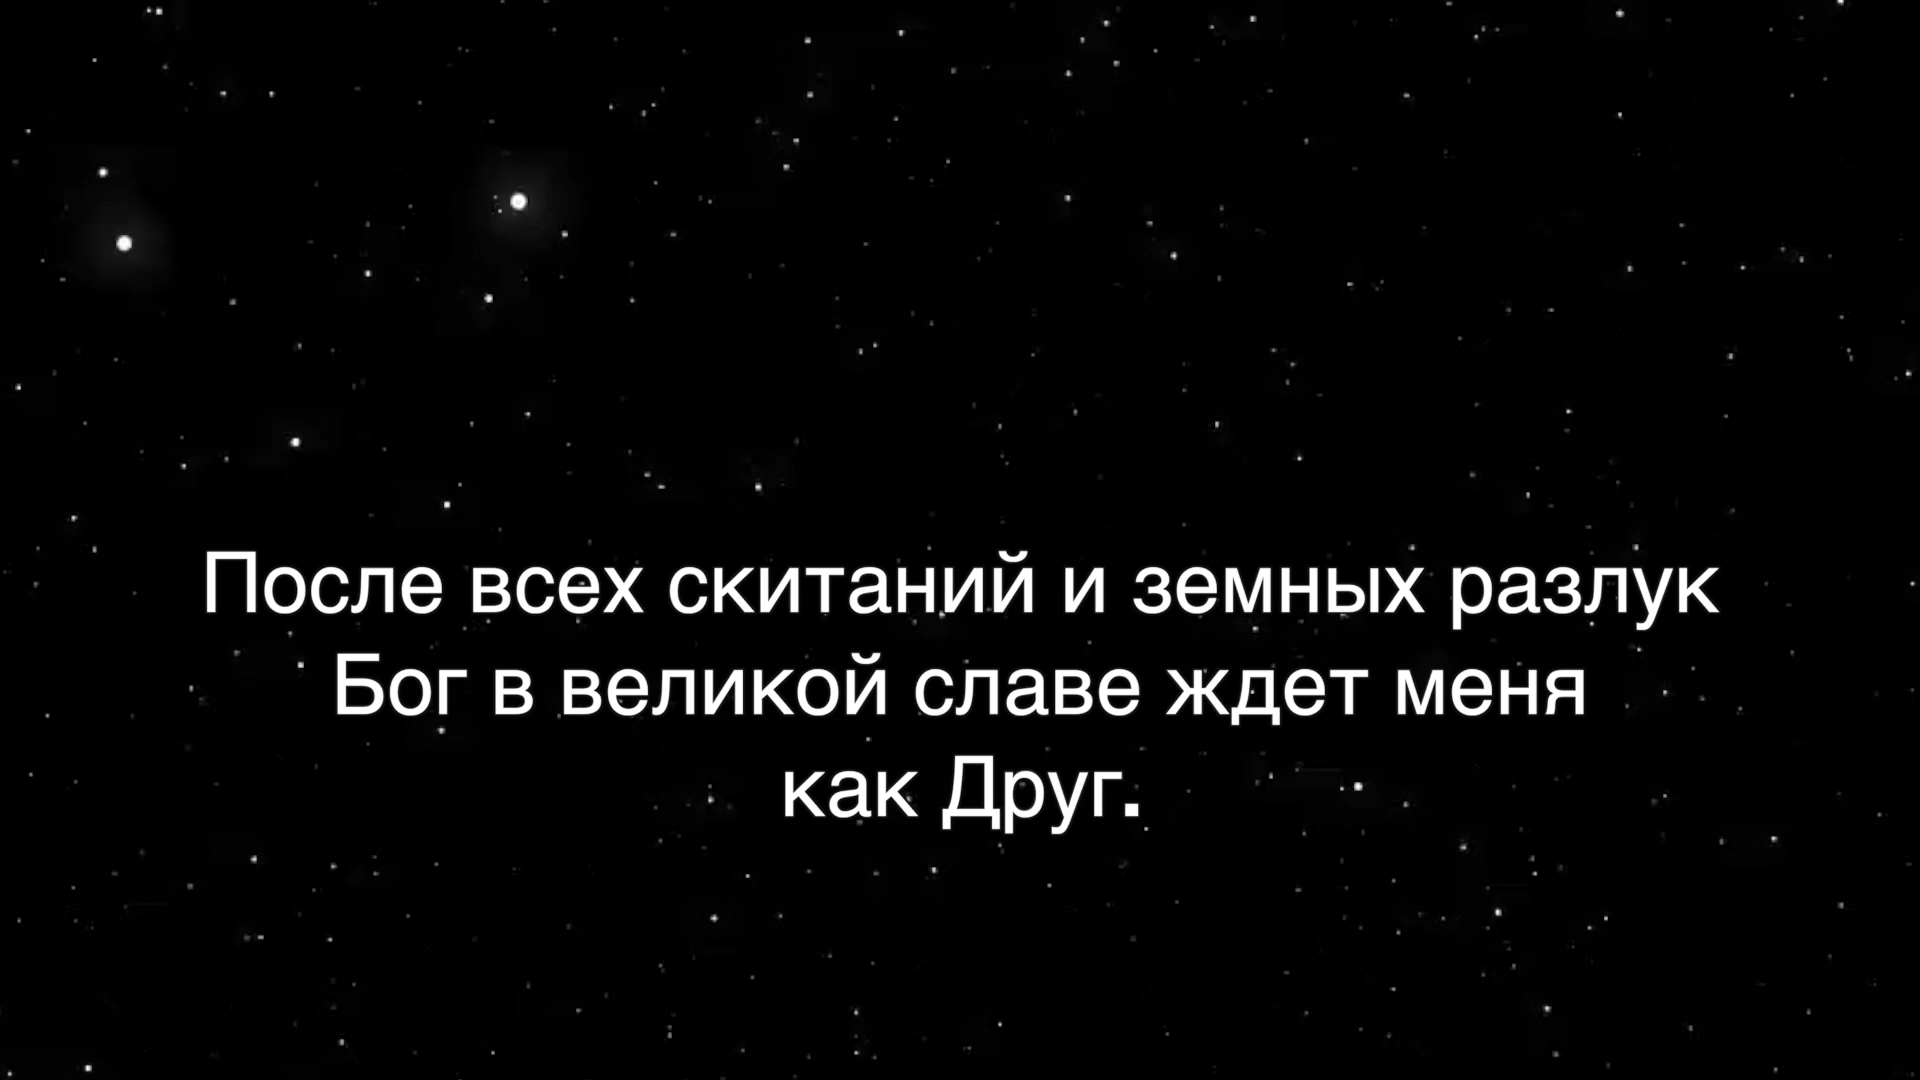 После всех скитаний и земных разлук
Бог в великой славе ждет меня
как Друг.